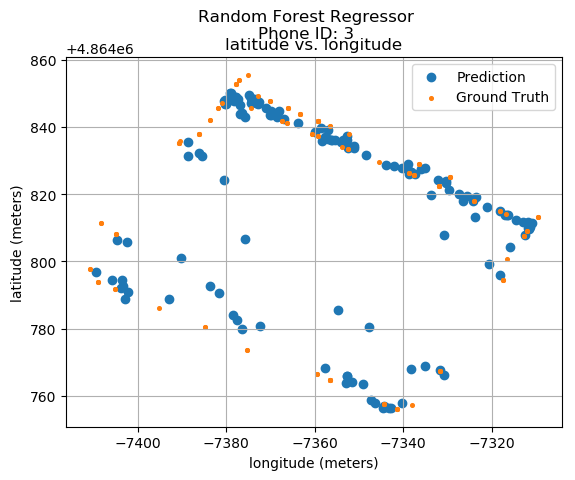 Random Forest Regressor
Phone ID: 3
latitude vs. longitude
+4.864e6
860
840
820
800
780
760
latitude (meters)
Prediction
Ground Truth
−7400
−7380
−7360
−7340
−7320
longitude (meters)